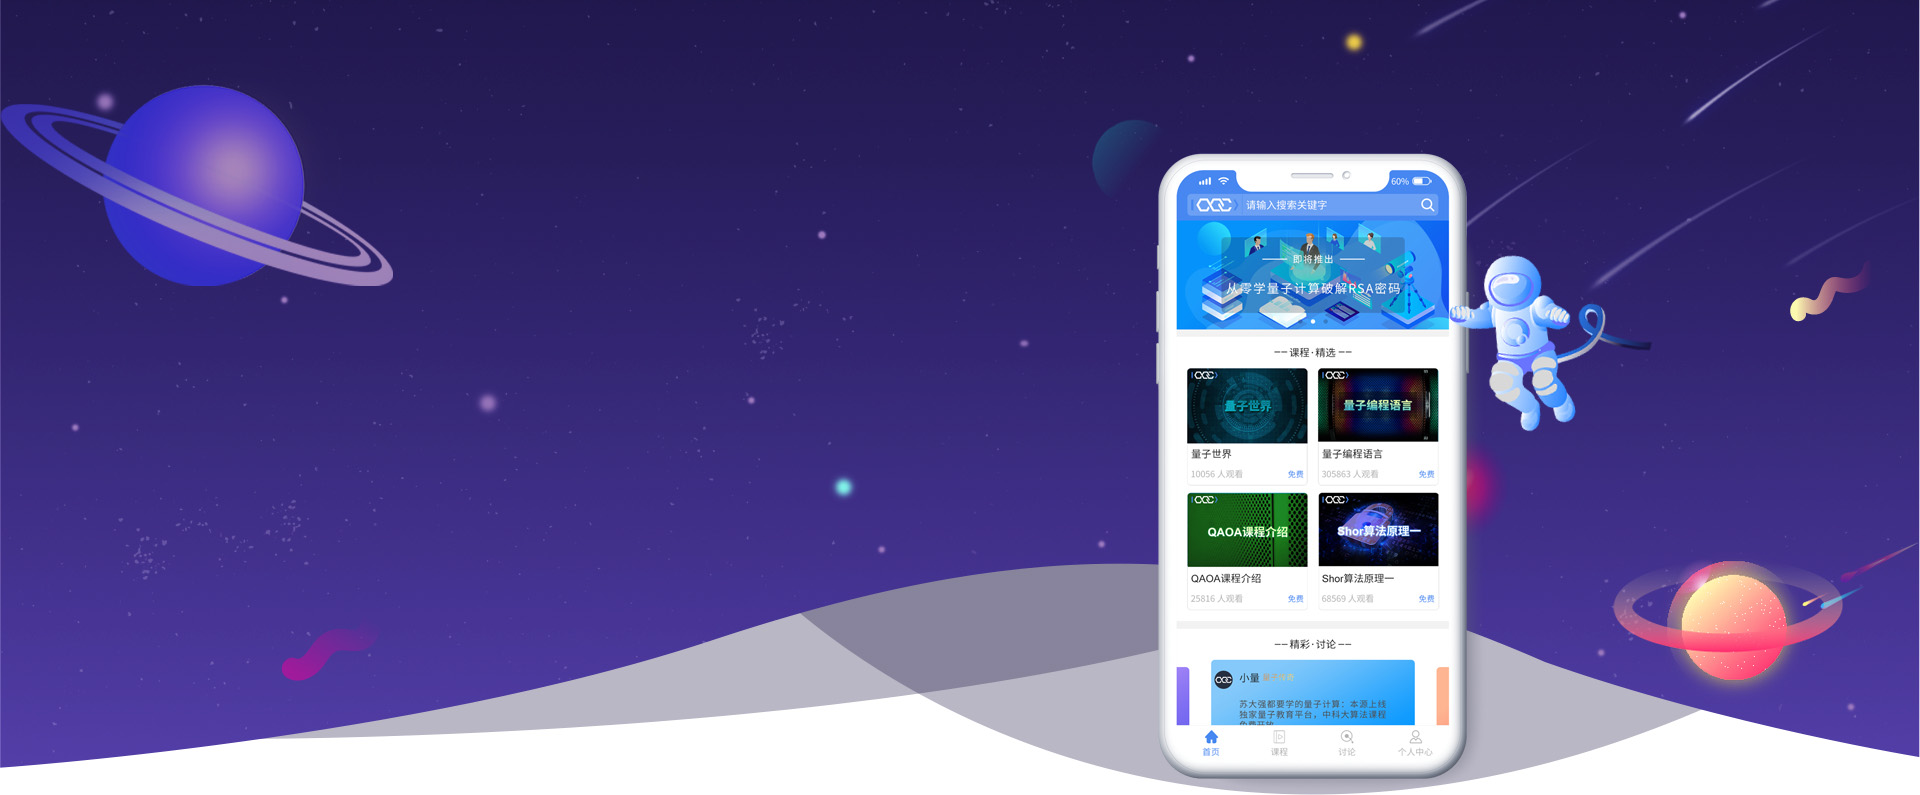 60%
请输入搜索关键字
即将推出
从零学量子计算破解RSA密码
课程·精选
量子世界
量子编程语言
量子世界
量子编程语言
10056 人观看
免费
305863 人观看
免费
QAOA课程介绍
Shor算法原理一
QAOA课程介绍
Shor算法原理一
25816 人观看
免费
68569 人观看
免费
精彩·讨论
小量
苏大强都要学的量子计算：本源上线
独家量子教育平台，中科大算法课程
首页
课程
讨论
个人中心